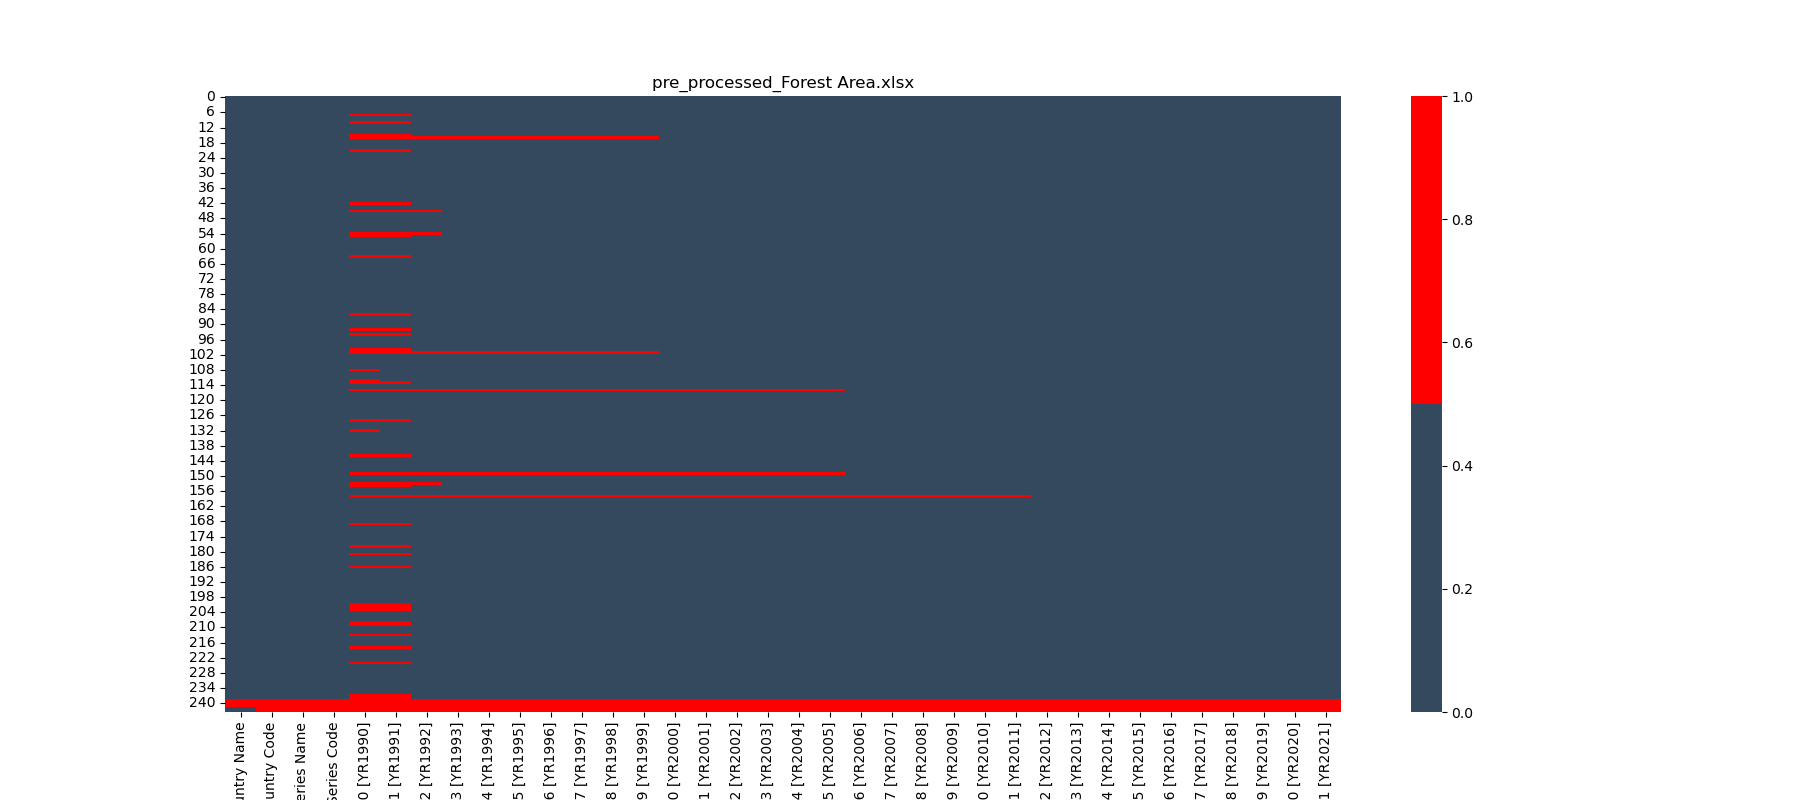 pre_processed_Forest Area.xlsx
0
6
12
18
24
30
36
42
48
54
60
66
72
78
84
90
96
102
108
114
120
126
132
138
144
150
156
162
168
174
180
186
192
198
204
210
216
222
228
234
240
untry Name
untry Code
eries Name
Series Code
0 [YR1990]
1 [YR1991]
2 [YR1992]
3 [YR1993]
4 [YR1994]
5 [YR1995]
6 [YR1996]
7 [YR1997]
8 [YR1998]
9 [YR1999]
0 [YR2000]
1 [YR2001]
2 [YR2002]
3 [YR2003]
4 [YR2004]
5 [YR2005]
6 [YR2006]
7 [YR2007]
8 [YR2008]
9 [YR2009]
0 [YR2010]
1 [YR2011]
2 [YR2012]
3 [YR2013]
4 [YR2014]
5 [YR2015]
6 [YR2016]
7 [YR2017]
8 [YR2018]
9 [YR2019]
0 [YR2020]
1 [YR2021]
1.0
0.8
0.6
0.4
0.2
0.0